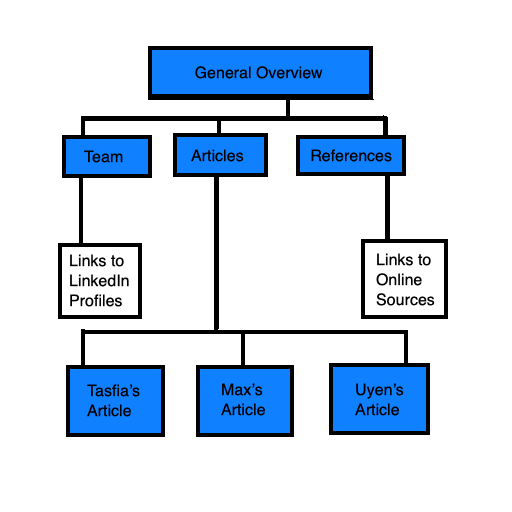 General Overview
Team
Articles
References
Links to
LinkedIn
Profiles
Links to
Online
Sources
Tasfia's
Article
Max's
Article
Uyen's
Article